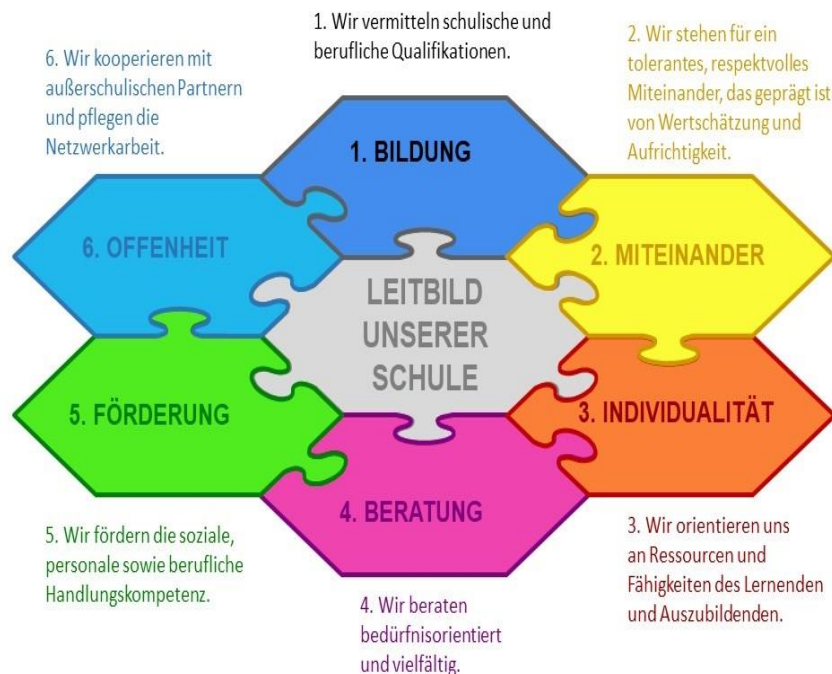 1. Wir vermitteln schulische und
berufliche Qualifikationen.
2. Wir stehen für ein
tolerantes, respektvolles
Miteinander, das geprägt ist
von Wertschätzung und
Aufrichtigkeit.
6. Wir kooperieren mit
außerschulischen Partnern
und pflegen die
Netzwerkarbeit.
1. BILDUNG
6. OFFENHEIT
2. MITEINANDER
LEITBILD
UNSERER
SCHULE
5. FÖRDERUNG
3. INDIVIDUALITÄT
4. BERATUNG
5. Wir fördern die soziale,
personale sowie berufliche
Handlungskompetenz.
4. Wir beraten
bedürfnisorientiert
und vielfältig.
3. Wir orientieren uns
an Ressourcen und
Fähigkeiten des Lernenden
und Auszubildenden.